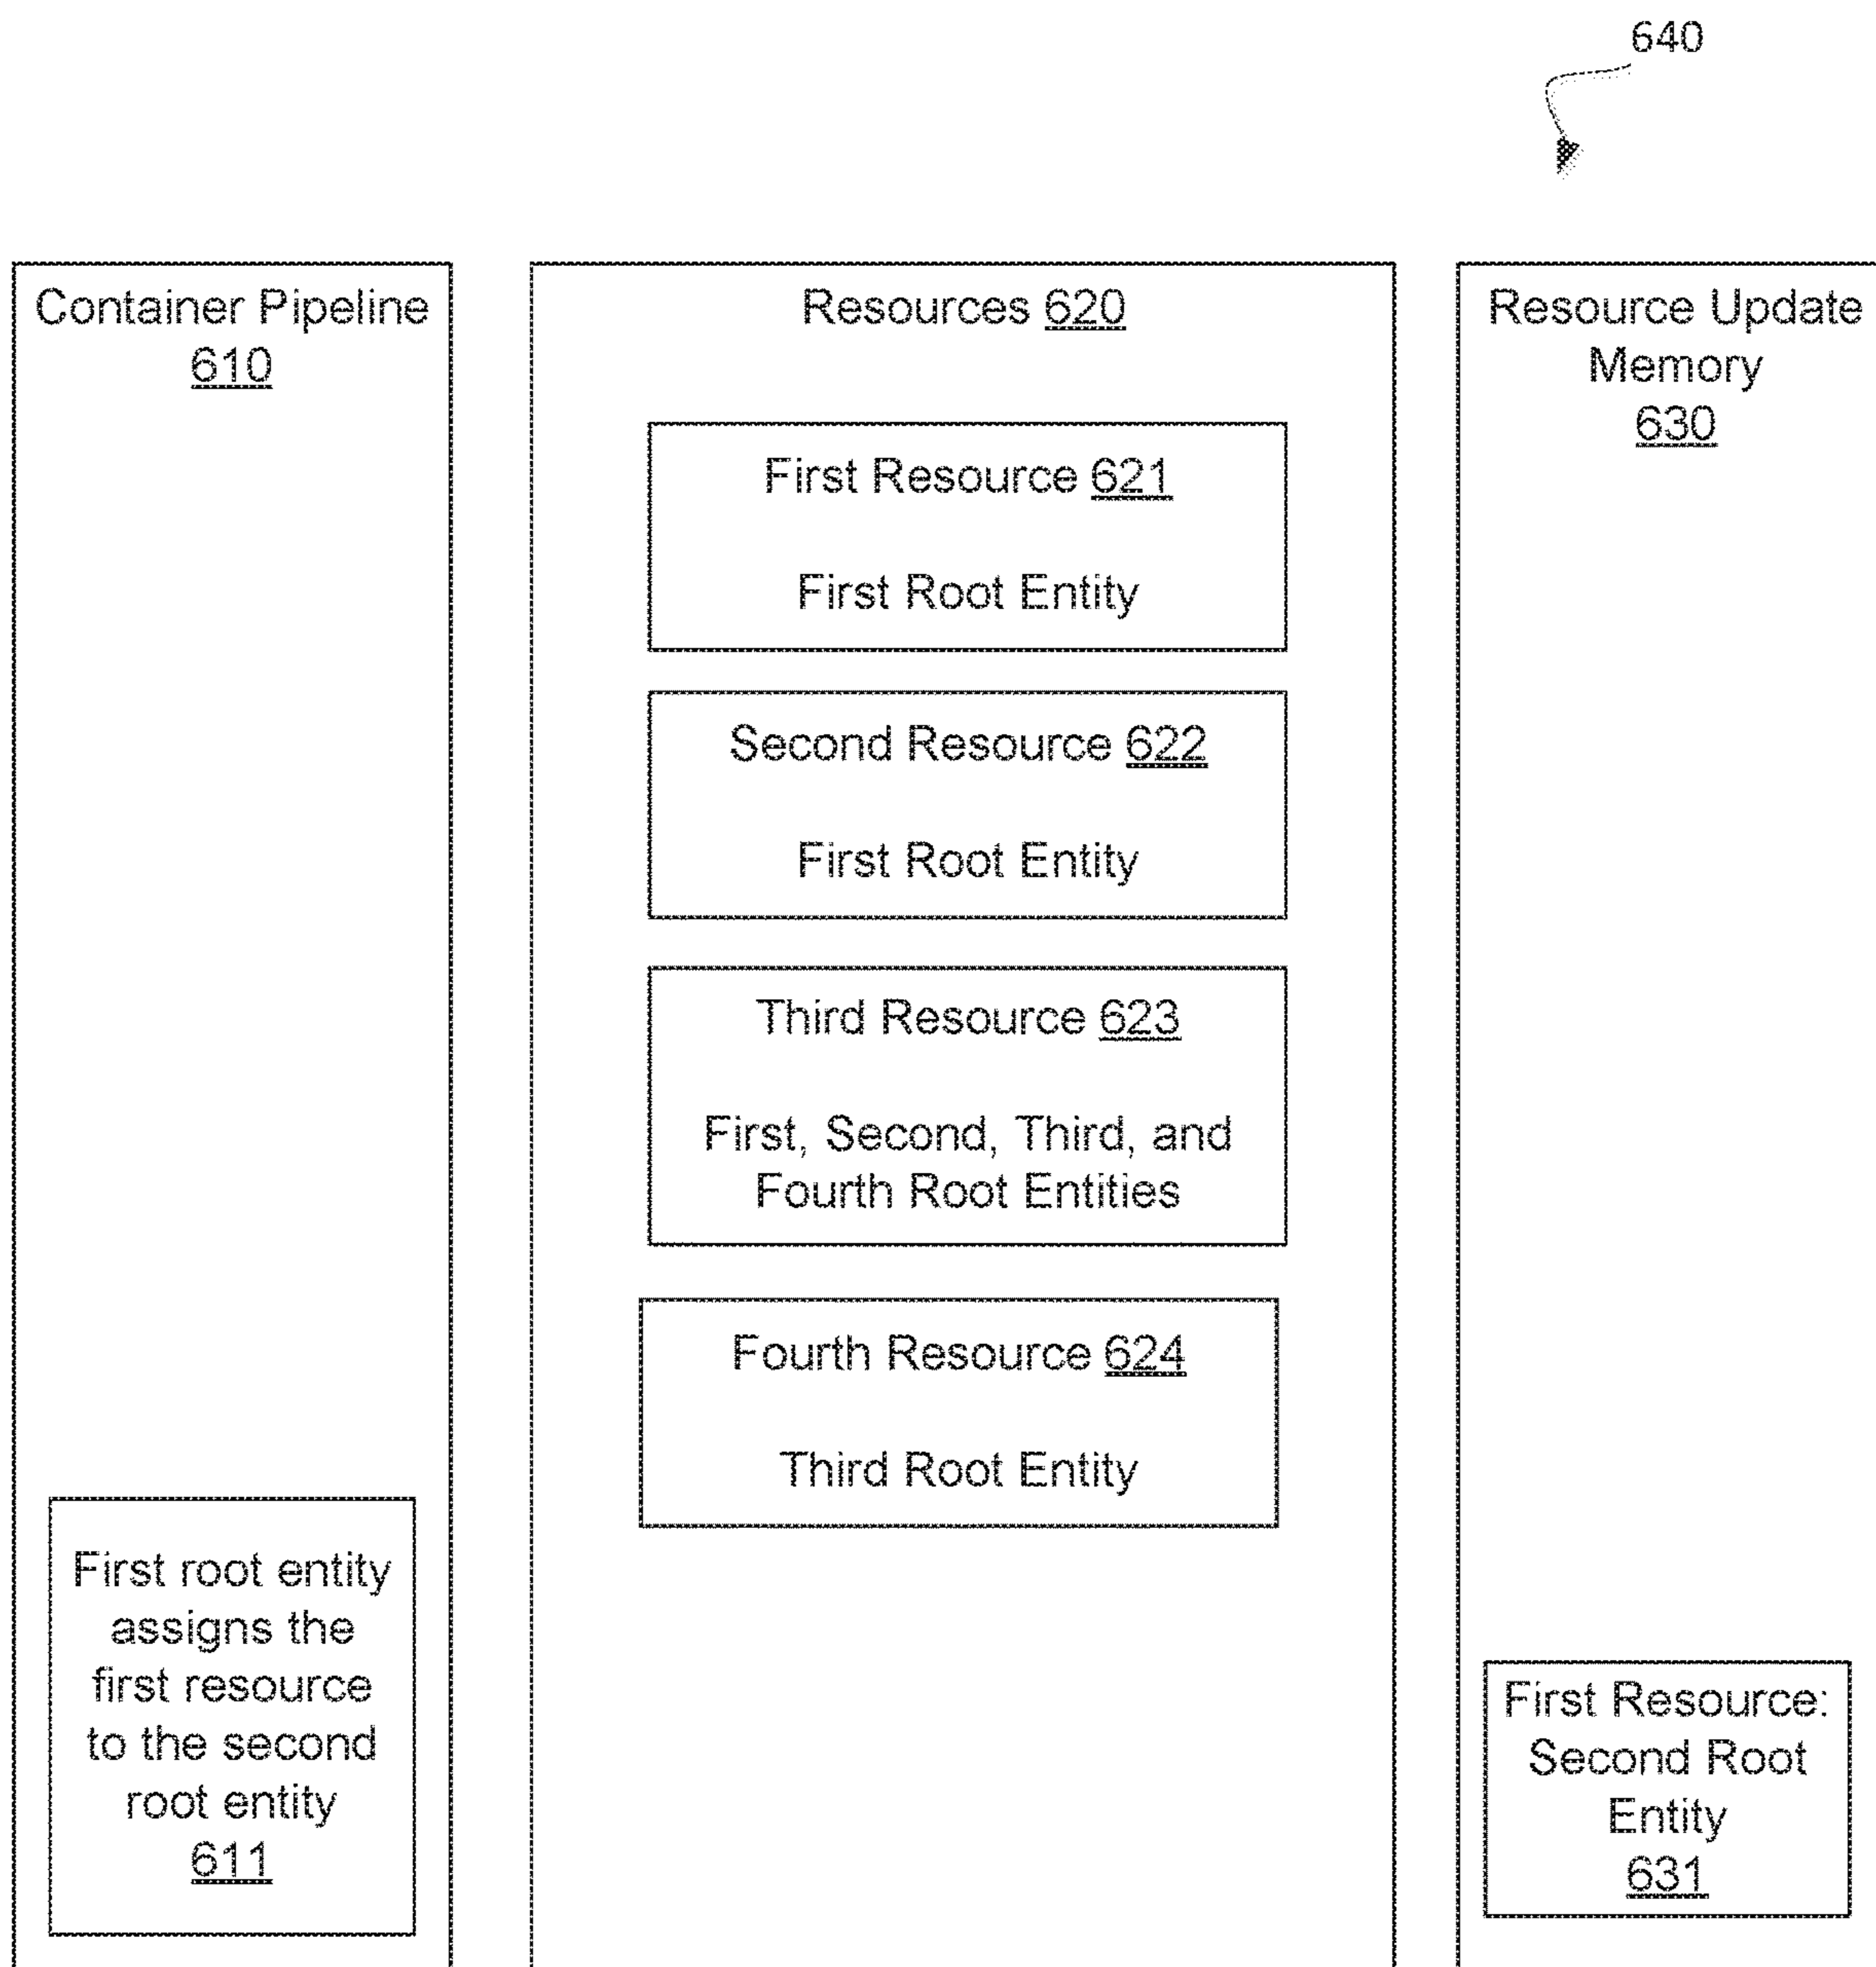 640
Container Pipeline
610
Resources 620
First Resource 621
First Root Entity
Second Resource 622
First Root Entity
Third Resource 623
First, Second, Third, and
Fourth Root Entities
Fourth Resource 624
Third Root Entity
First root entity
assigns the
first resource
to the second
root entity
611
Resource Update
Memory
630
First Resource:
Second Root
Entity
631